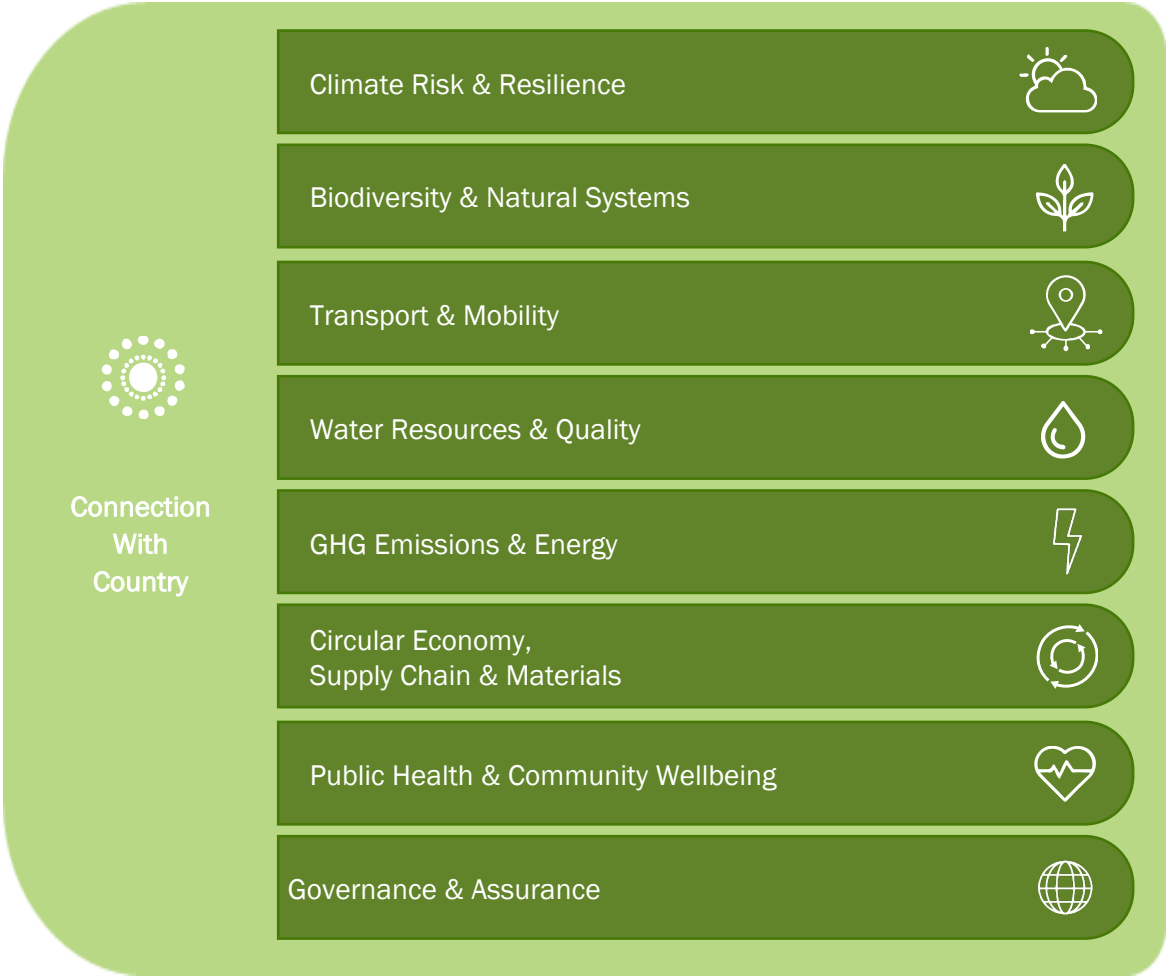 Climate Risk & Resilience
Biodiversity & Natural Systems
Transport & Mobility
Water Resources & Quality
Connection
With
Country
GHG Emissions & Energy
Circular Economy,
Supply Chain & Materials
Public Health & Community Wellbeing
Governance & Assurance